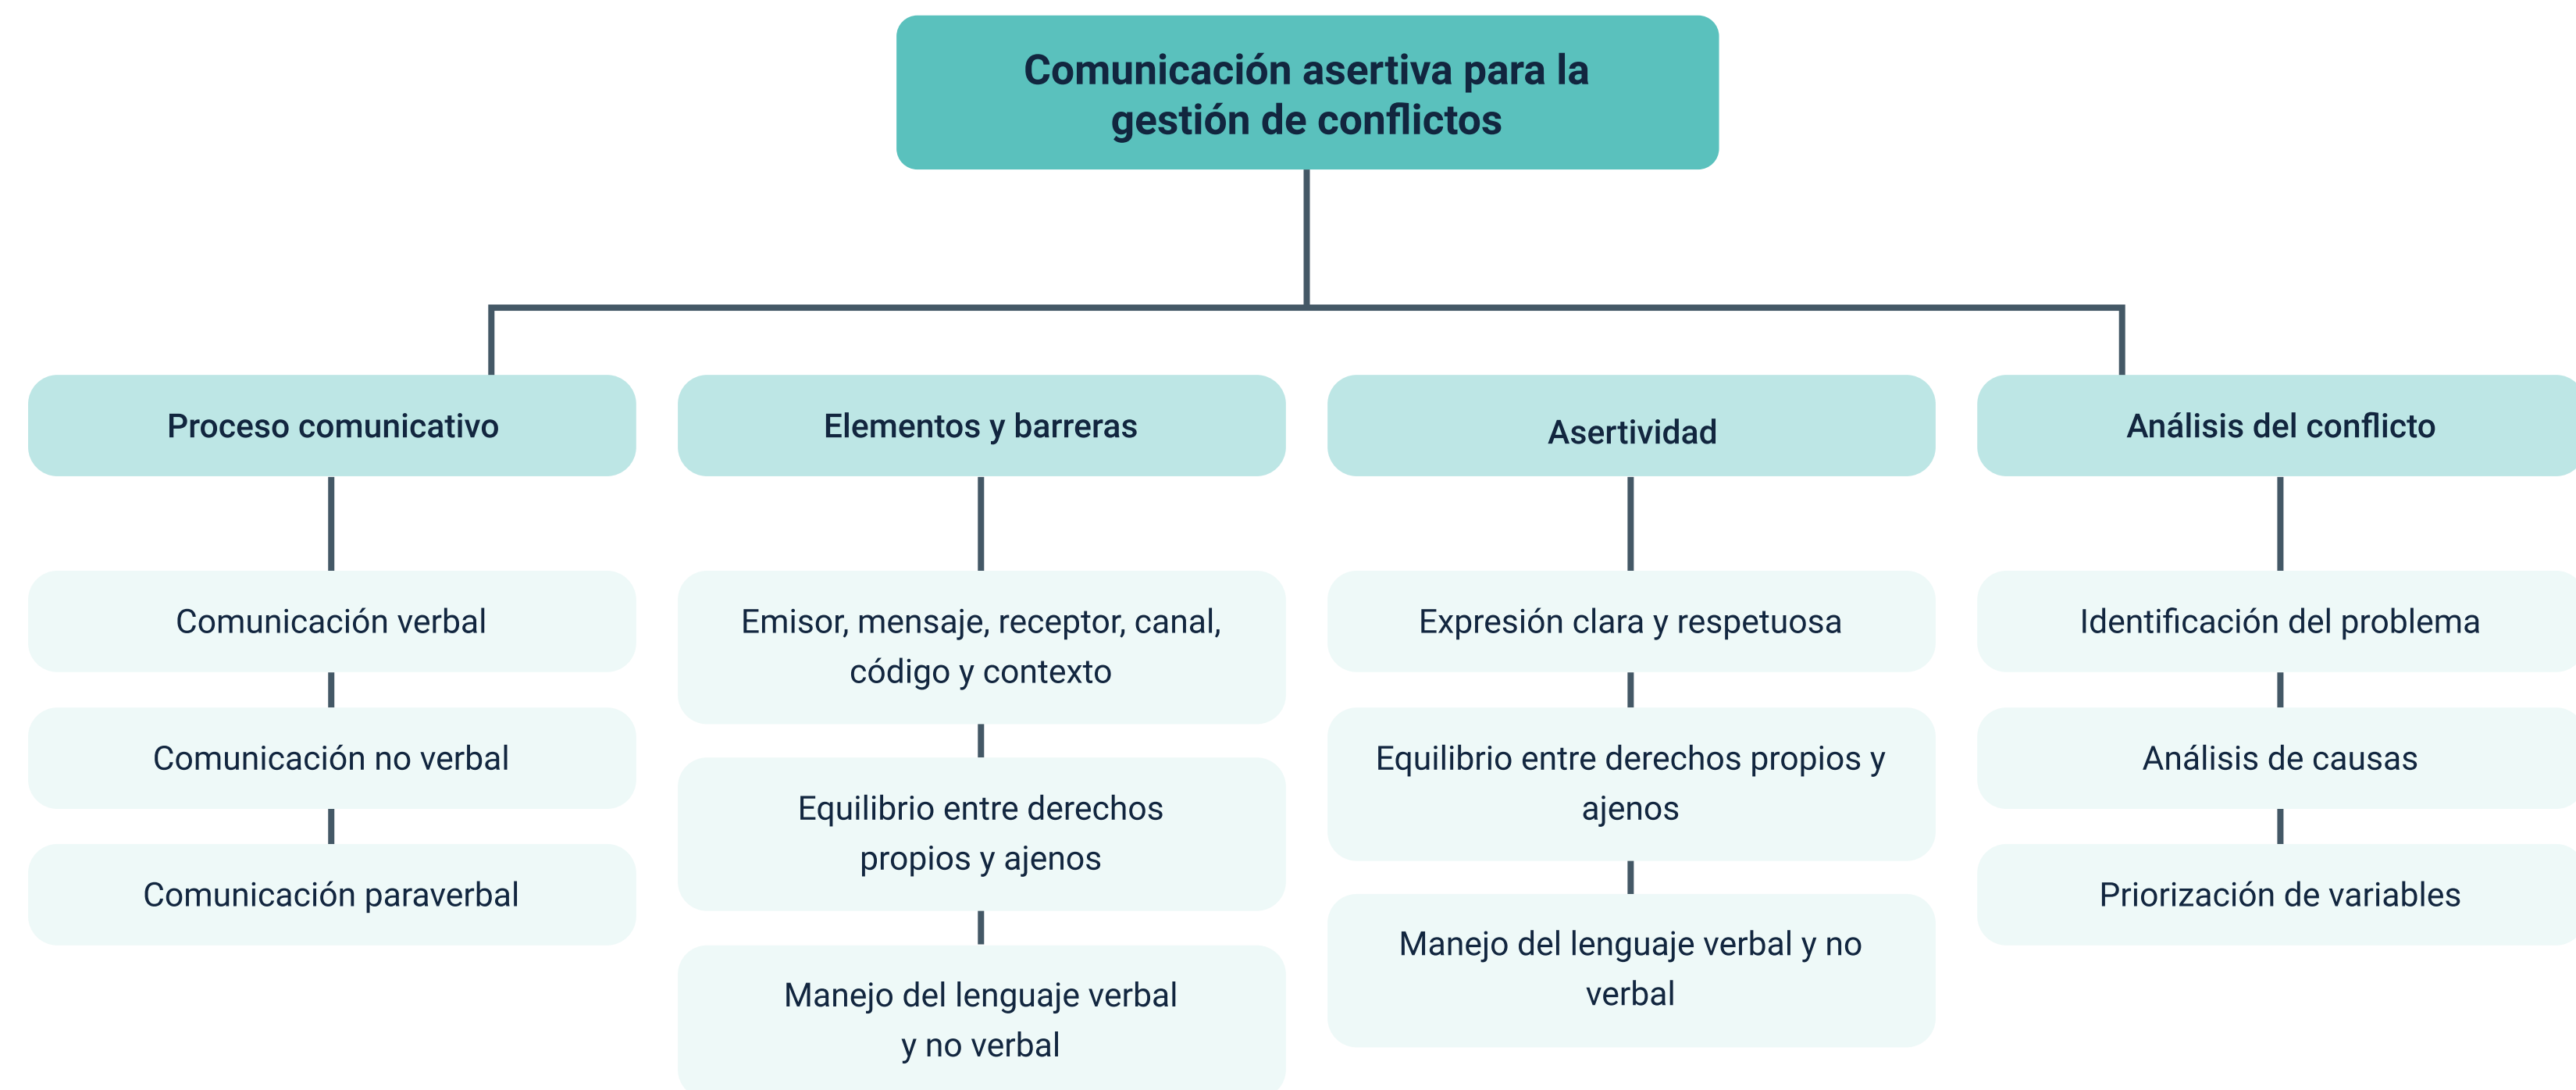 Comunicación asertiva para la
gestión de conflictos
Proceso comunicativo
Elementos y barreras
Asertividad
Análisis del conflicto
Comunicación verbal
Comunicación no verbal
Comunicación paraverbal
Emisor, mensaje, receptor, canal,
código y contexto
Equilibrio entre derechos
propios y ajenos
Manejo del lenguaje verbal
y no verbal
Expresión clara y respetuosa
Equilibrio entre derechos propios y
ajenos
Manejo del lenguaje verbal y no
verbal
Identificación del problema
Análisis de causas
Priorización de variables